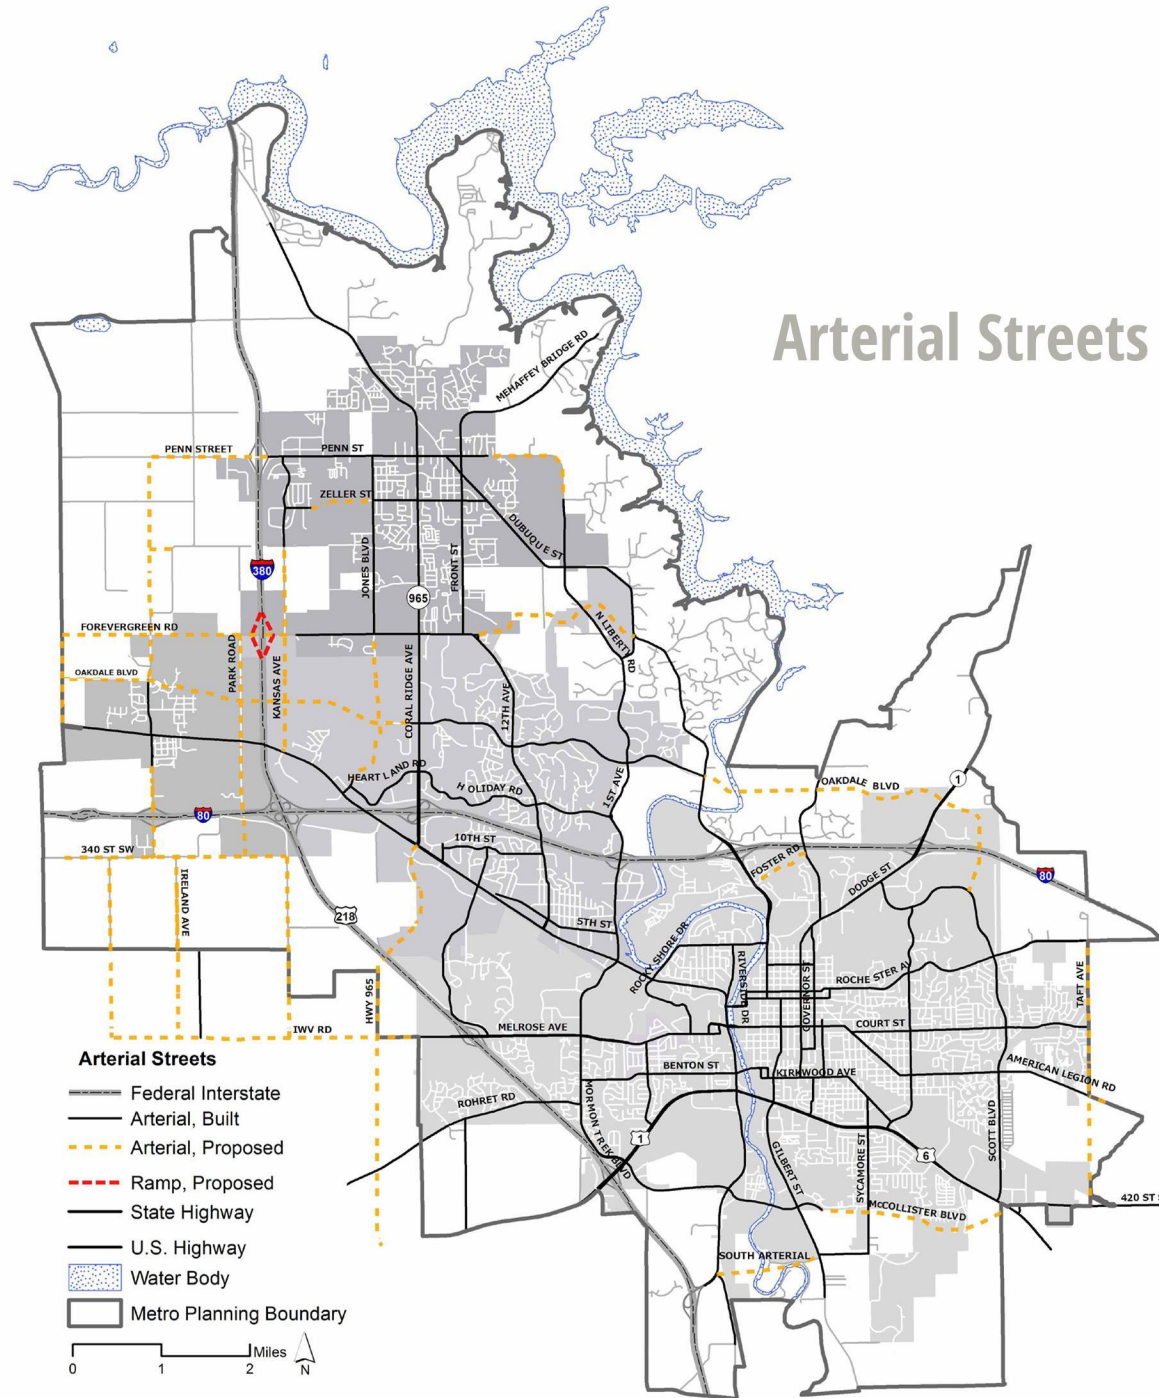 Arterial Streets
MEHAFFEY BRIDGE RD
PENN STREET
PENN ST
ZELLER ST
DUBUQUE ST
380
JONES BLVD
FRONT ST
965
N LIBERTY RD
FOREVERGREEN RD
PARK ROAD
KANSAS AVE
OAKDALE BLVD
CORAL RIDGE AVE
12TH AVE
HEARTLAND RD
HOLIDAY RD
1ST AVE
OAKDALE BLVD
1
80
10TH ST
340 ST SW
FOSTER RD
DODGE ST
80
IRELAND AVE
218
5TH ST
ROCKY SHORE DR
RIVERSIDE DR
GOVERNOR ST
ROCHESTER AV
TAFT AVE
HWY 965
IWV RD
MELROSE AVE
COURT ST
BENTON ST
KIRKWOOD AVE
AMERICAN LEGION RD
ROHRET RD
MORMON TREK BLVD
1
GILBERT ST
SYCAMORE ST
6
SCOTT BLVD
MCCOLLISTER BLVD
420 ST S
SOUTH ARTERIAL
Arterial Streets
Federal Interstate
Arterial, Built
Arterial, Proposed
Ramp, Proposed
State Highway
U.S. Highway
Water Body
Metro Planning Boundary
Miles
0 1 2
N